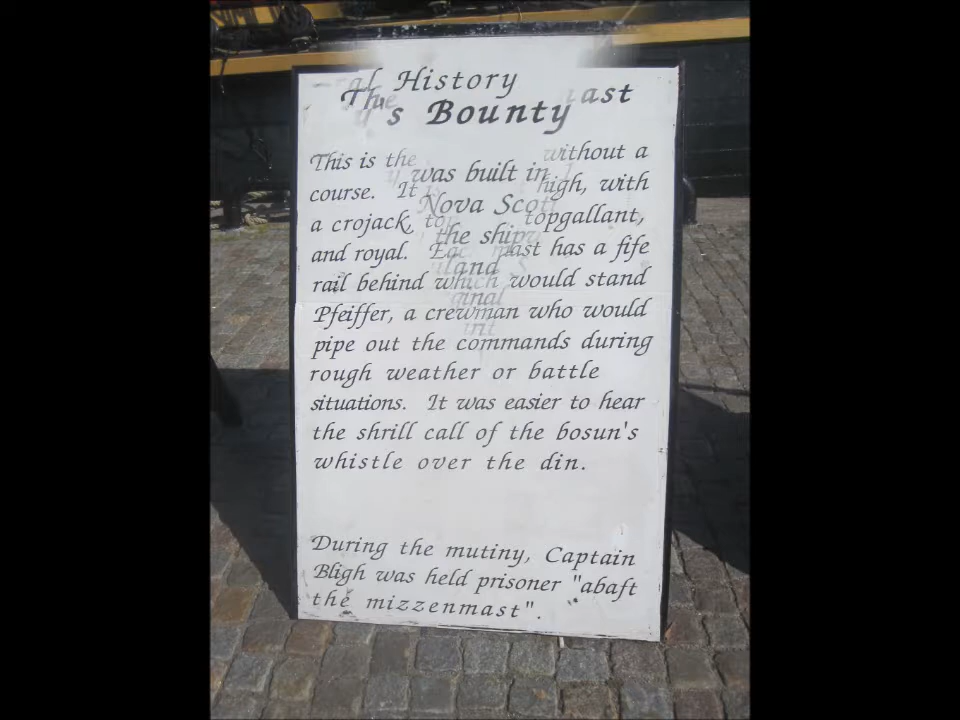 History
The ast
s Bounty
This is the was built in without a
course. It high, with
a crojack, Nova Scot topgallant,
the ship
and royal. mast has a fife
land
rail behind which would stand
Pfeiffer, a crewman who would
pipe out the commands during
rough weather or battle
situations. It was easier to hear
the shrill call of the bosun's
whistle over the din.
During the mutiny, Captain
Bligh was held prisoner "abaft
the mizzenmast".